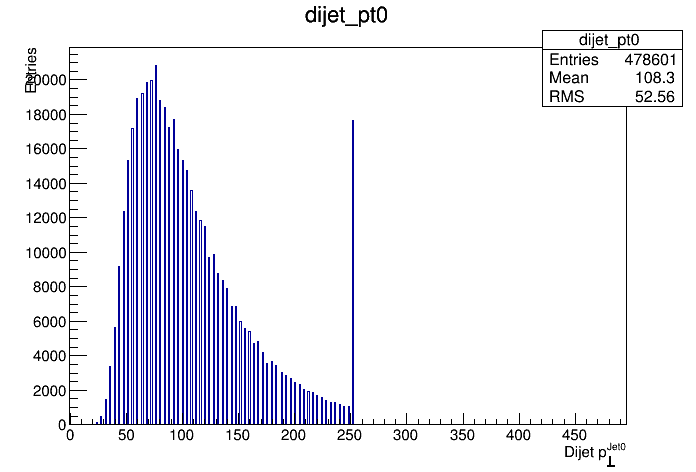 dijet_pt0
dijet_pt0
Entries 478601
Mean 108.3
RMS 52.56
Entries
20000
18000
16000
14000
12000
10000
8000
6000
4000
2000
0
0 50 100 150 200 250 300 350 400 450
Dijet p⊥Jet0